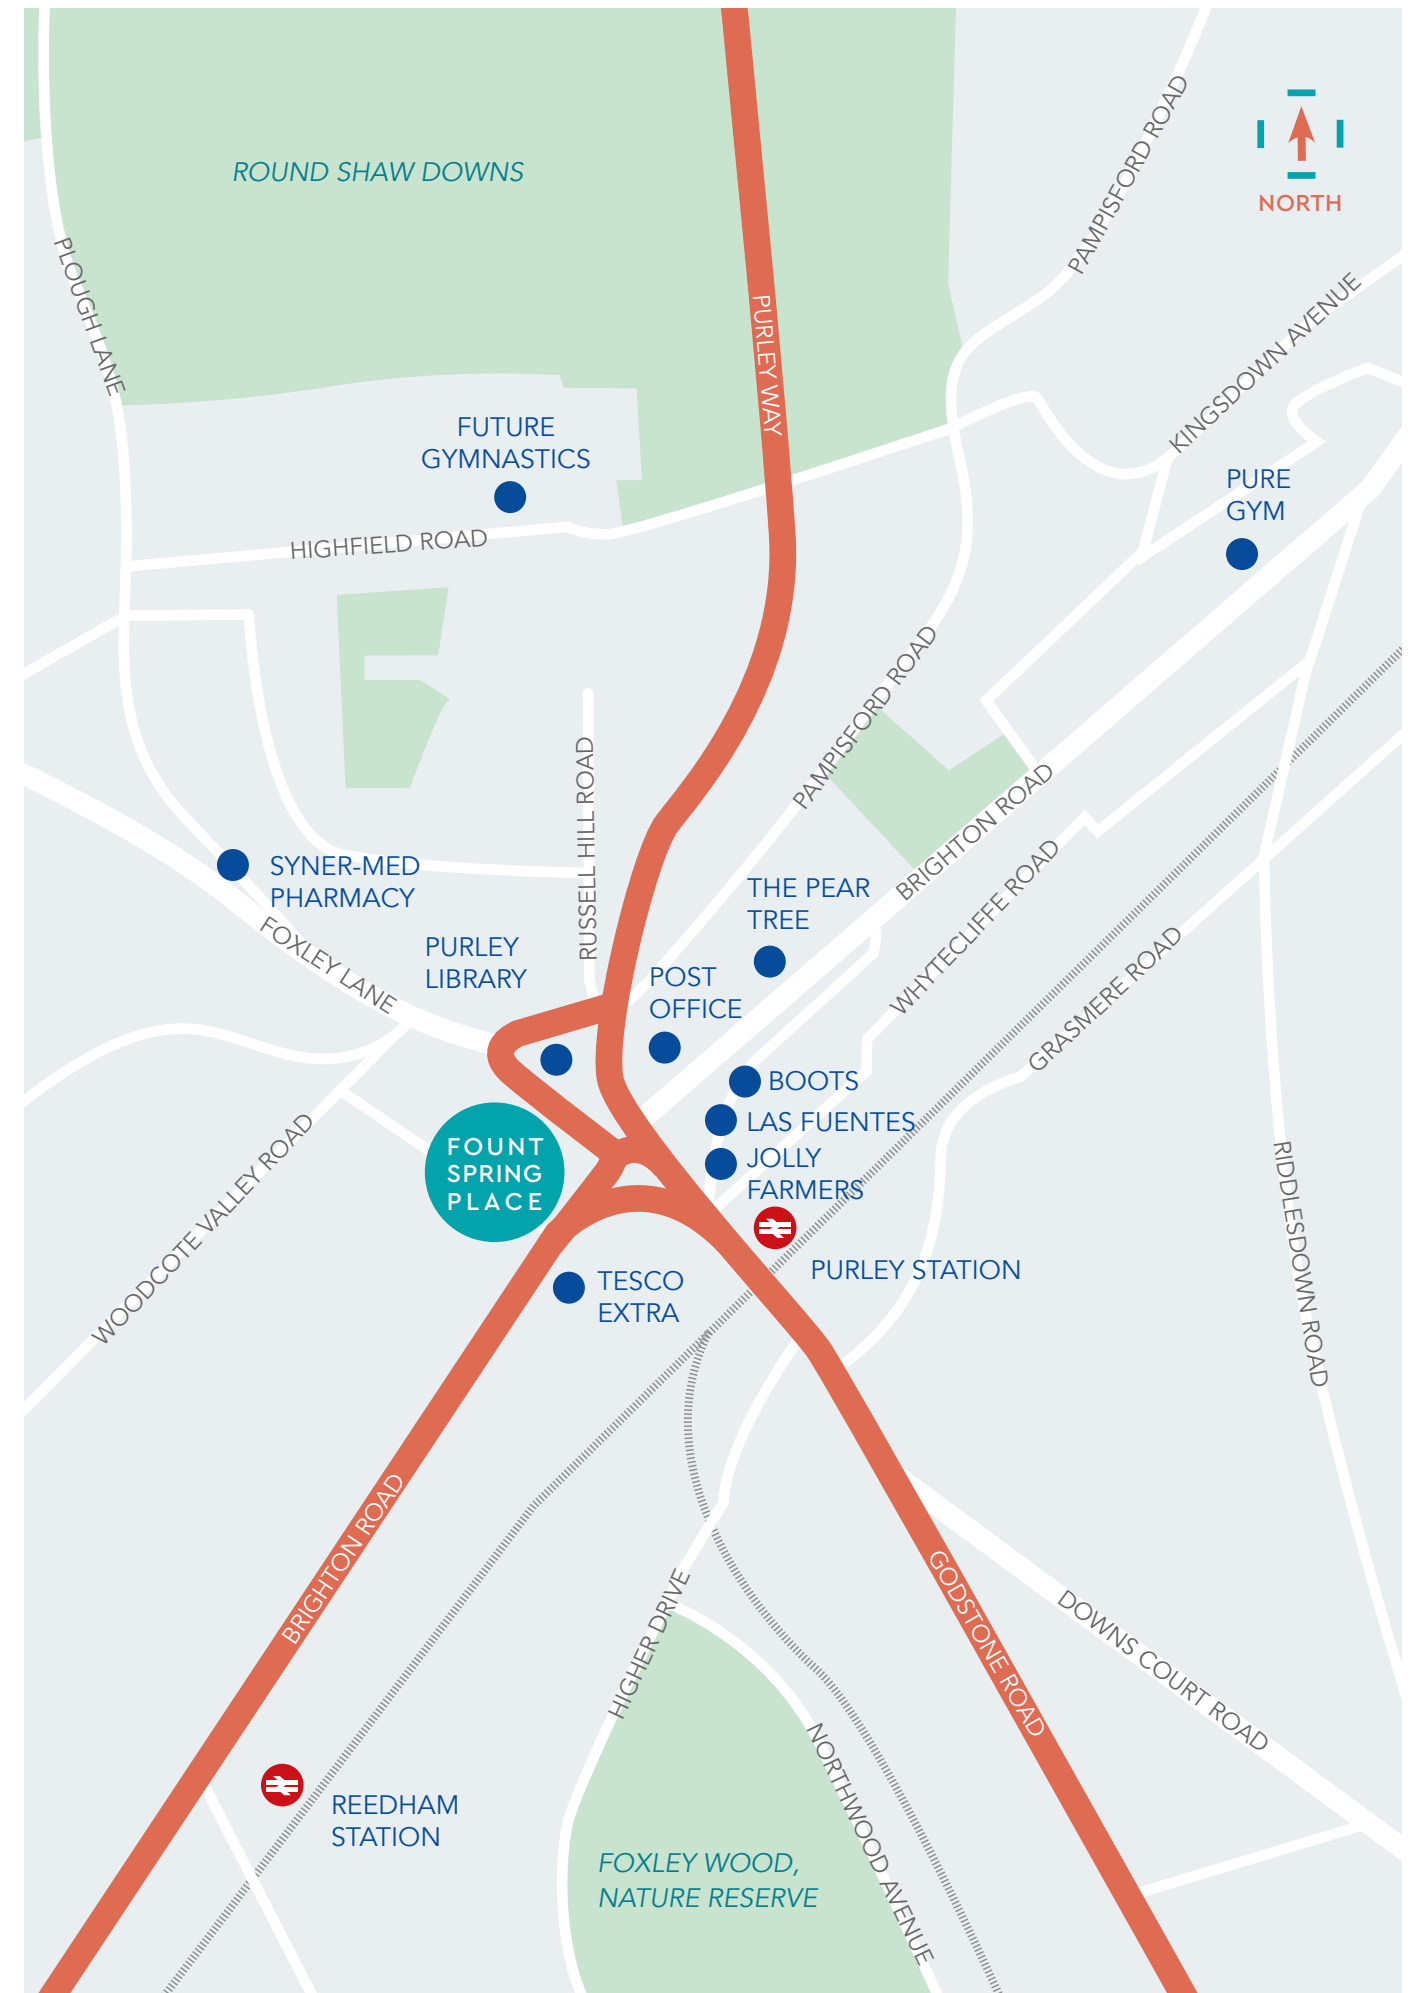 ROUND SHAW DOWNS
PAMPISFORD ROAD
NORTH
PLOUGH LANE
PURLEY WAY
KINGSDOWN AVENUE
FUTURE
GYMNASTICS
PURE
GYM
HIGHFIELD ROAD
PAMPISFORD ROAD
RUSSELL HILL ROAD
BRIGHTON ROAD
SYNER-MED
PHARMACY
THE PEAR
TREE
WHYTECLIFFE ROAD
FOXLEY LANE
PURLEY
LIBRARY
POST
OFFICE
GRASMERE ROAD
BOOTS
LAS FUENTES
JOLLY
FARMERS
FOUNT
SPRING
PLACE
WOODCOTE VALLEY ROAD
RIDDLESDOWN ROAD
PURLEY STATION
TESCO
EXTRA
BRIGHTON ROAD
GODSTONE ROAD
HIGHER DRIVE
DOWNS COURT ROAD
NORTHWOOD AVENUE
REEDHAM
STATION
FOXLEY WOOD,
NATURE RESERVE